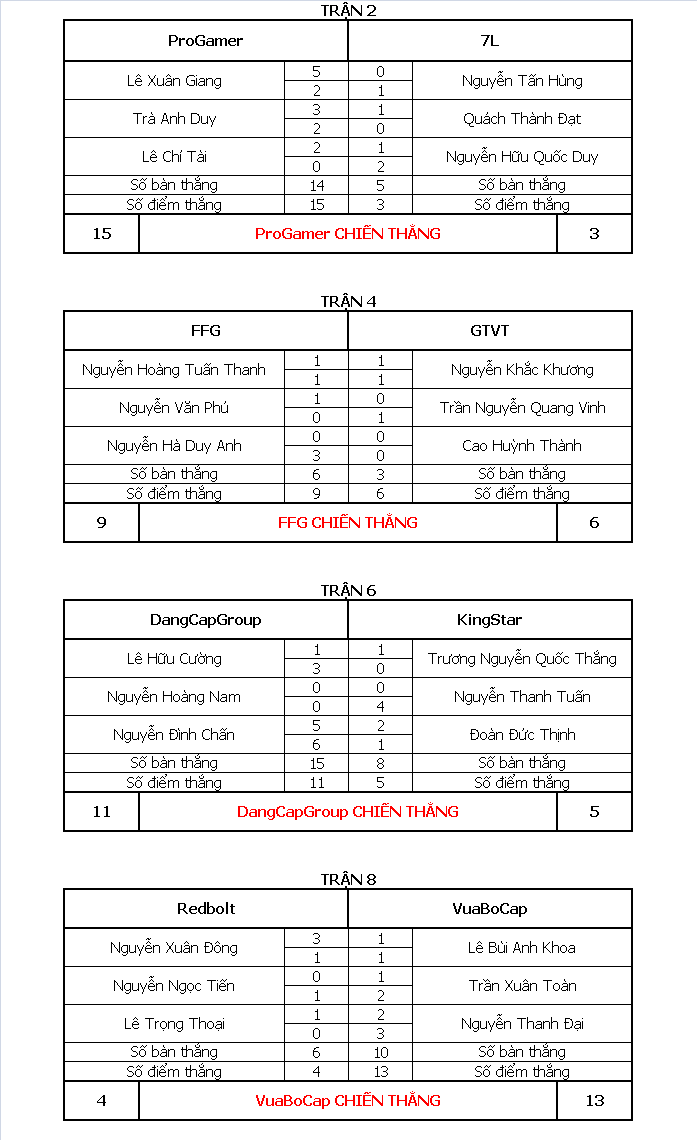 TRẬN 2
ProGamer 7L
Lê Xuân Giang 5 0 Nguyễn Tấn Hùng
2 1
Trà Anh Duy 3 1 Quách Thành Đạt
2 0
Lê Chí Tài 2 1 Nguyễn Hữu Quốc Duy
0 2
Số bàn thắng 14 5 Số bàn thắng
Số điểm thắng 15 3 Số điểm thắng
15 ProGamer CHIẾN THẮNG 3
TRẬN 4
FFG GTVT
Nguyễn Hoàng Tuấn Thanh 1 1 Nguyễn Khắc Khương
1 1
Nguyễn Văn Phú 1 0 Trần Nguyễn Quang Vinh
0 1
Nguyễn Hà Duy Anh 0 0 Cao Huỳnh Thành
3 0
Số bàn thắng 6 3 Số bàn thắng
Số điểm thắng 9 6 Số điểm thắng
9 FFG CHIẾN THẮNG 6
TRẬN 6
DangCapGroup KingStar
Lê Hữu Cường 1 1 Trương Nguyễn Quốc Thắng
3 0
Nguyễn Hoàng Nam 0 0 Nguyễn Thanh Tuấn
0 4
Nguyễn Đình Chấn 5 2 Đoàn Đức Thịnh
6 1
Số bàn thắng 15 8 Số bàn thắng
Số điểm thắng 11 5 Số điểm thắng
11 DangCapGroup CHIẾN THẮNG 5
TRẬN 8
Redbolt VuaBoCap
Nguyễn Xuân Đông 3 1 Lê Bùi Anh Khoa
1 1
Nguyễn Ngọc Tiến 0 1 Trần Xuân Toàn
1 2
Lê Trọng Thoại 1 2 Nguyễn Thanh Đại
0 3
Số bàn thắng 6 10 Số bàn thắng
Số điểm thắng 4 13 Số điểm thắng
4 VuaBoCap CHIẾN THẮNG 13